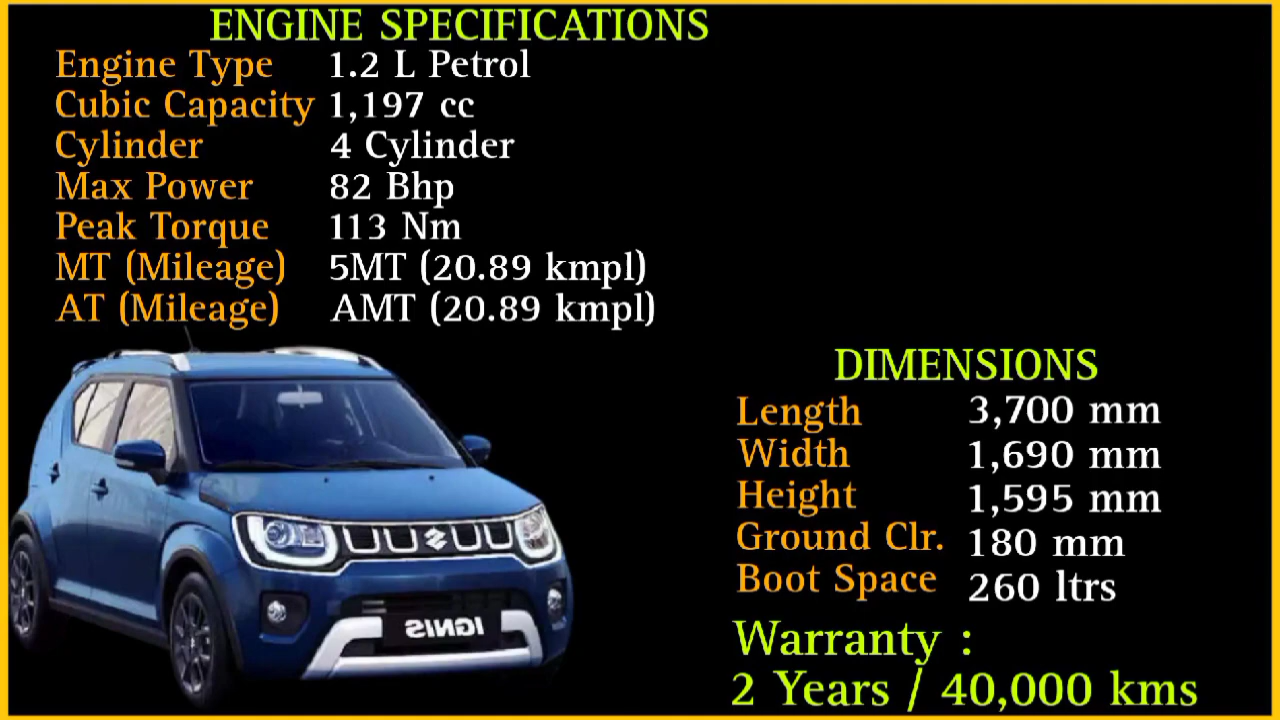 ENGINE SPECIFICATIONS
Engine Type 1.2 L Petrol
Cubic Capacity 1,197 cc
Cylinder 4 Cylinder
Max Power 82 Bhp
Peak Torque 113 Nm
MT (Mileage) 5MT (20.89 kmpl)
AT (Mileage) AMT (20.89 kmpl)
IGNIS
DIMENSIONS
Length 3,700 mm
Width 1,690 mm
Height 1,595 mm
Ground Clr. 180 mm
Boot Space 260 ltrs
Warranty :
2 Years / 40,000 kms